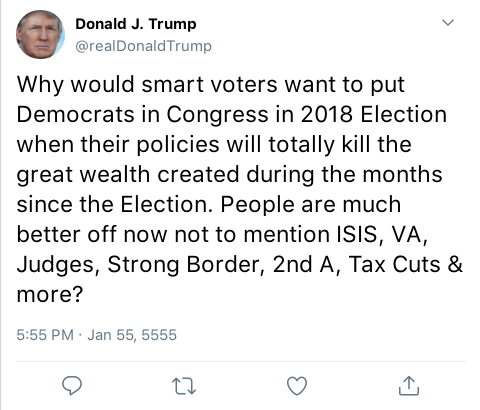 Donald J. Trump
@realDonaldTrump
Why would smart voters want to put
Democrats in Congress in 2018 Election
when their policies will totally kill the
great wealth created during the months
since the Election. People are much
better off now not to mention ISIS, VA,
Judges, Strong Border, 2nd A, Tax Cuts &
more?
5:55 PM · Jan 55, 5555